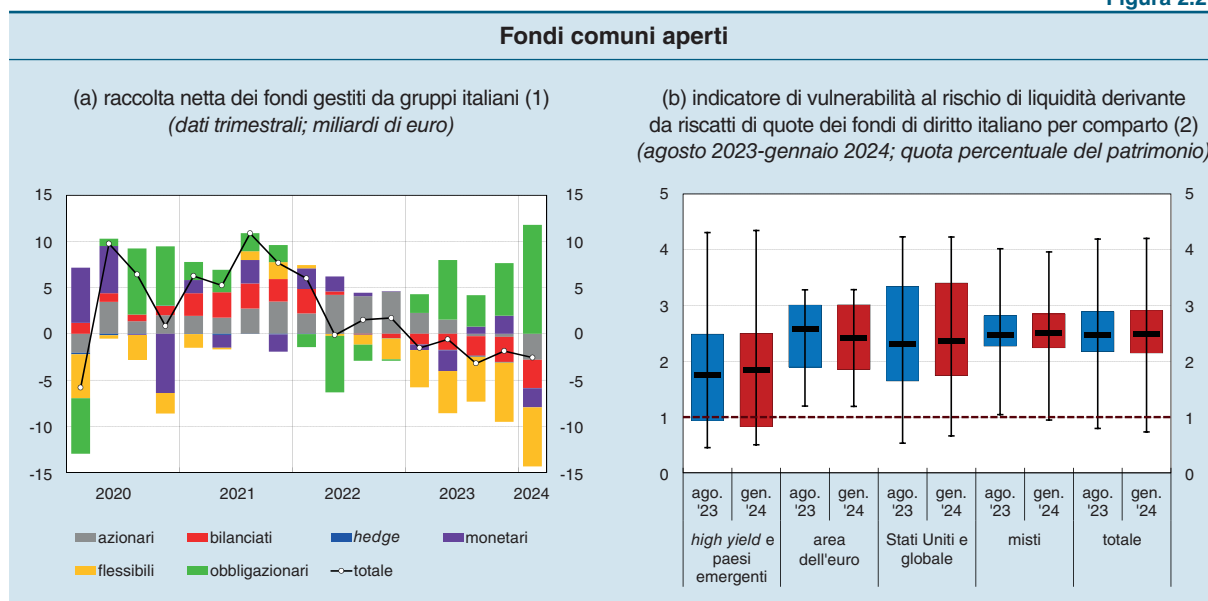 Figura 2.2
Fondi comuni aperti
(a) raccolta netta dei fondi gestiti da gruppi italiani (1)
(dati trimestrali; miliardi di euro)
15
10
5
0
-5
-10
-15
15
10
5
0
-5
-10
-15
2020 2021 2022 2023 2024
azionari bilanciati hedge monetari
flessibili obbligazionari totale
(b) indicatore di vulnerabilità al rischio di liquidità derivante
da riscatti di quote dei fondi di diritto italiano per comparto (2)
(agosto 2023-gennaio 2024; quota percentuale del patrimonio)
5
4
3
2
1
0
5
4
3
2
1
0
ago. gen. ago. gen. ago. gen. ago. gen. ago. gen.
'23 '24 '23 '24 '23 '24 '23 '24 '23 '24
high yield e
paesi
emergenti
area
dell'euro
Stati Uniti e
globale
misti
totale